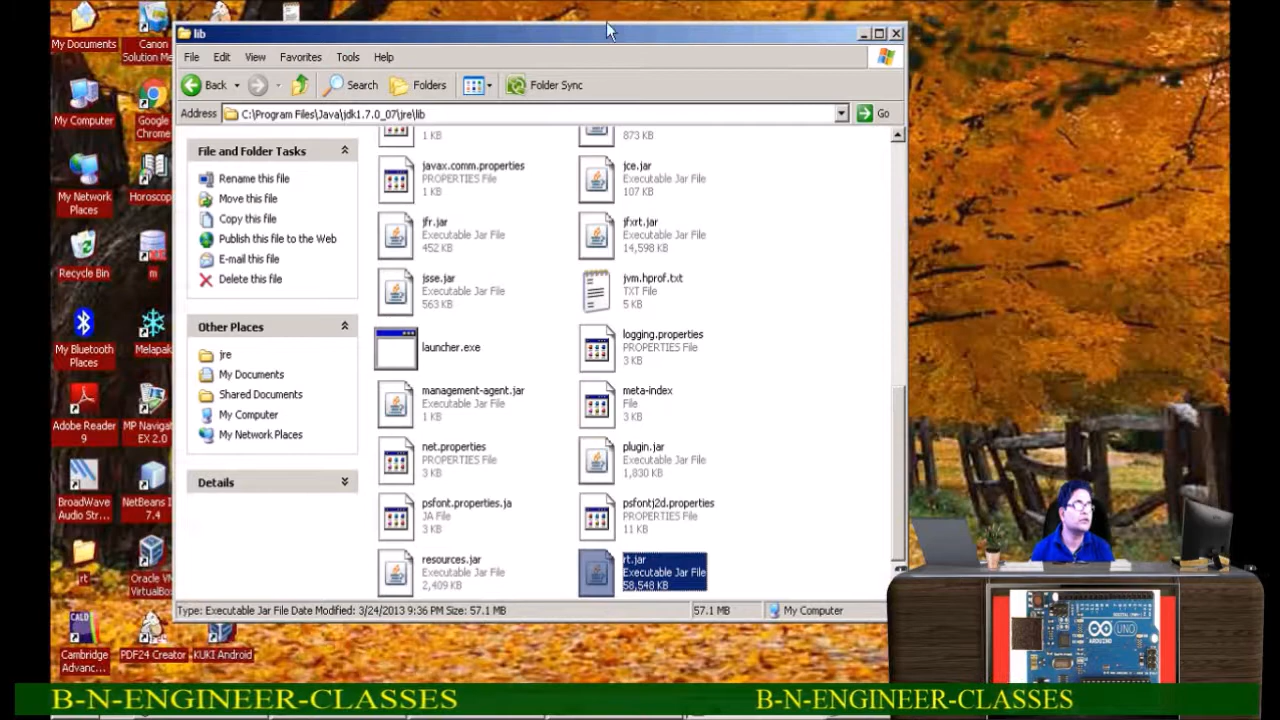 lib
File Edit View Favorites Tools Help
Back Search Folders Folder Sync
Address C:\Program Files\Java\jdk1.7.0_07\jre\lib Go
File and Folder Tasks
Rename this file
Move this file
Copy this file
Publish this file to the Web
E-mail this file
Delete this file
Other Places
jre
My Documents
Shared Documents
My Computer
My Network Places
Details
1 KB
873 KB
javax.comm.properties
PROPERTIES File
1 KB
jce.jar
Executable Jar File
107 KB
jfr.jar
Executable Jar File
452 KB
jfxrt.jar
Executable Jar File
14,598 KB
jsse.jar
Executable Jar File
563 KB
jvm.hprof.txt
TXT File
5 KB
launcher.exe
logging.properties
PROPERTIES File
3 KB
management-agent.jar
Executable Jar File
1 KB
meta-index
File
3 KB
net.properties
PROPERTIES File
3 KB
plugin.jar
Executable Jar File
1,830 KB
psfont.properties.ja
JA File
3 KB
psfontj2d.properties
PROPERTIES File
11 KB
resources.jar
Executable Jar File
2,409 KB
rt.jar
Executable Jar File
58,548 KB
Type: Executable Jar File Date Modified: 3/24/2013 9:36 PM Size: 57.1 MB 57.1 MB My Computer
My Documents
Canon
Solution Me
My Computer
Google
Chrome
My Network
Places
Horoscop
Recycle Bin
m
My Bluetooth
Places
Melapak
Adobe Reader
9
MP Navigat
EX 2.0
BroadWave
Audio Str...
NetBeans I
7.4
jrt
Oracle VM
VirtualBox
CALD
Cambridge
Advanc...
PDF24 Creator
KUKI Android
UNO
ARDUINO
B-N-ENGINEER-CLASSES B-N-ENGINEER-CLASSES